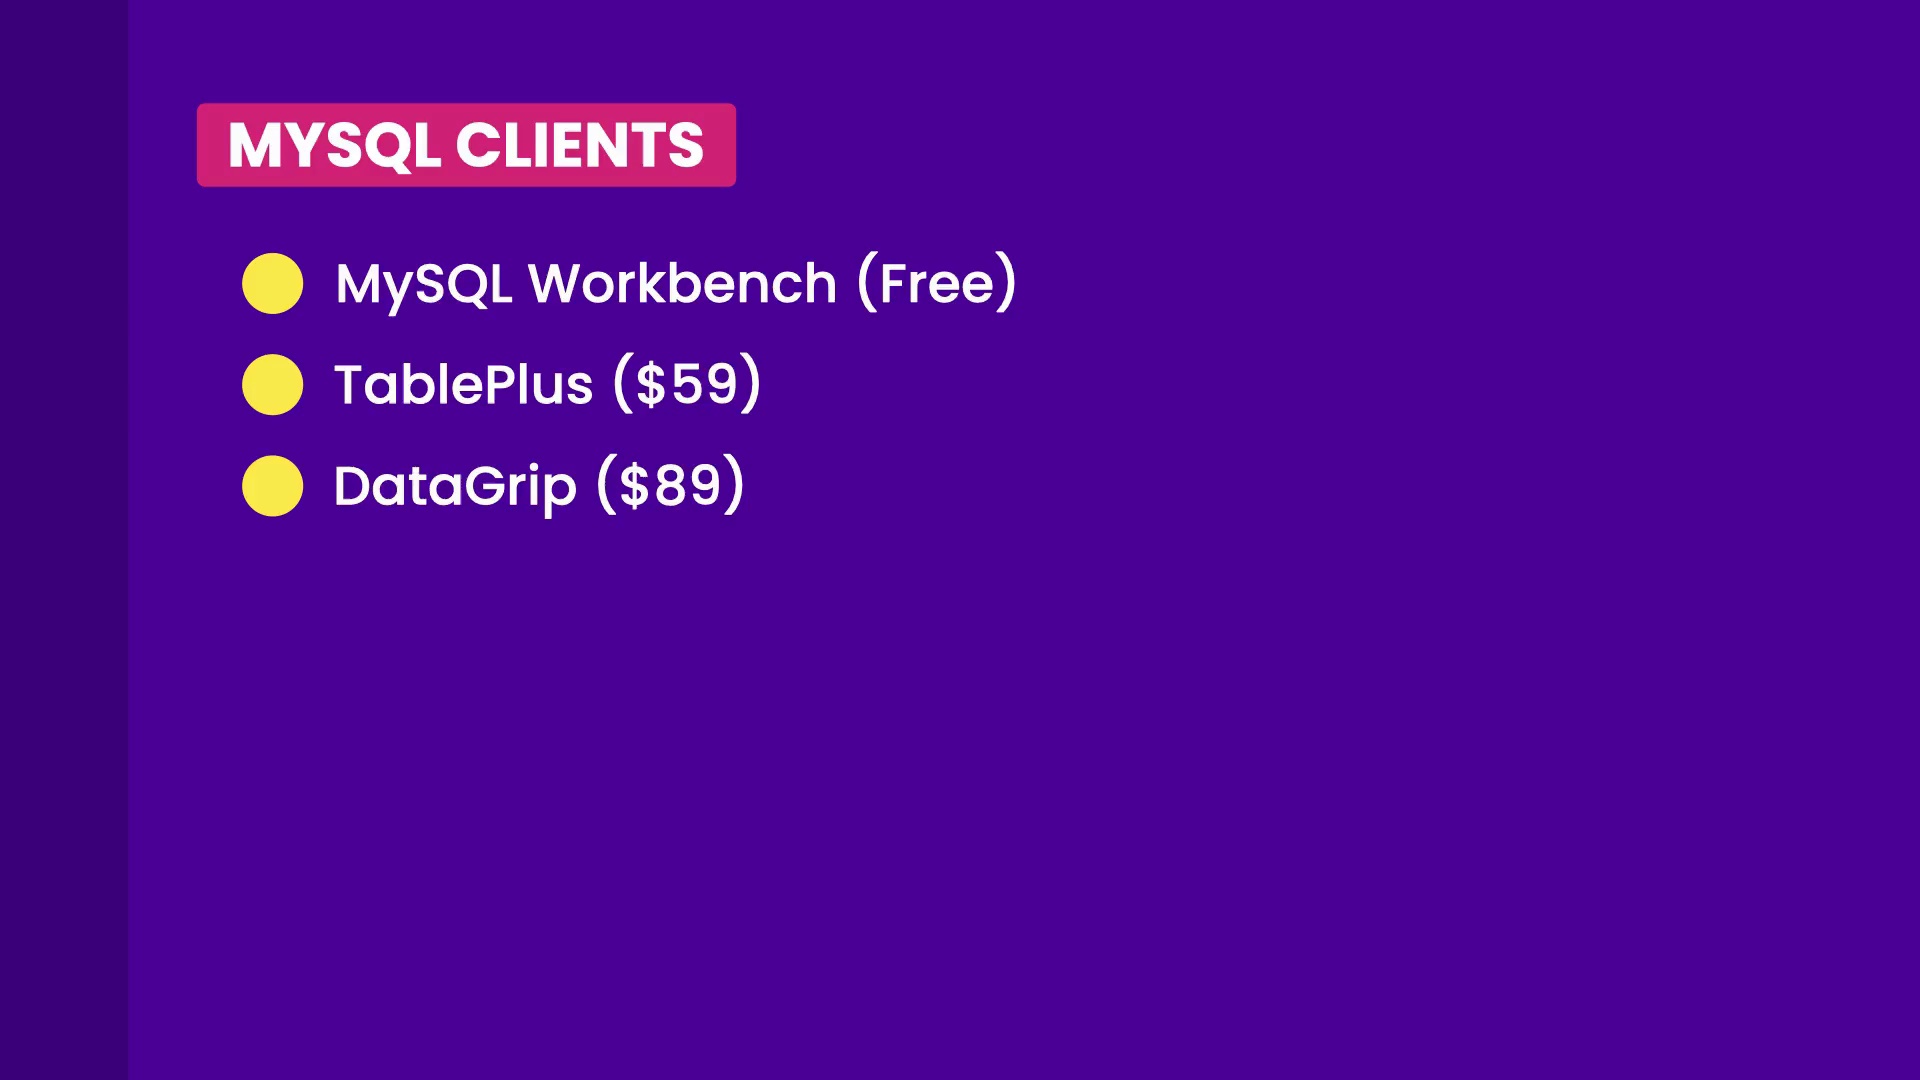 MYSQL CLIENTS
MySQL Workbench (Free)
TablePlus ($59)
DataGrip ($89)